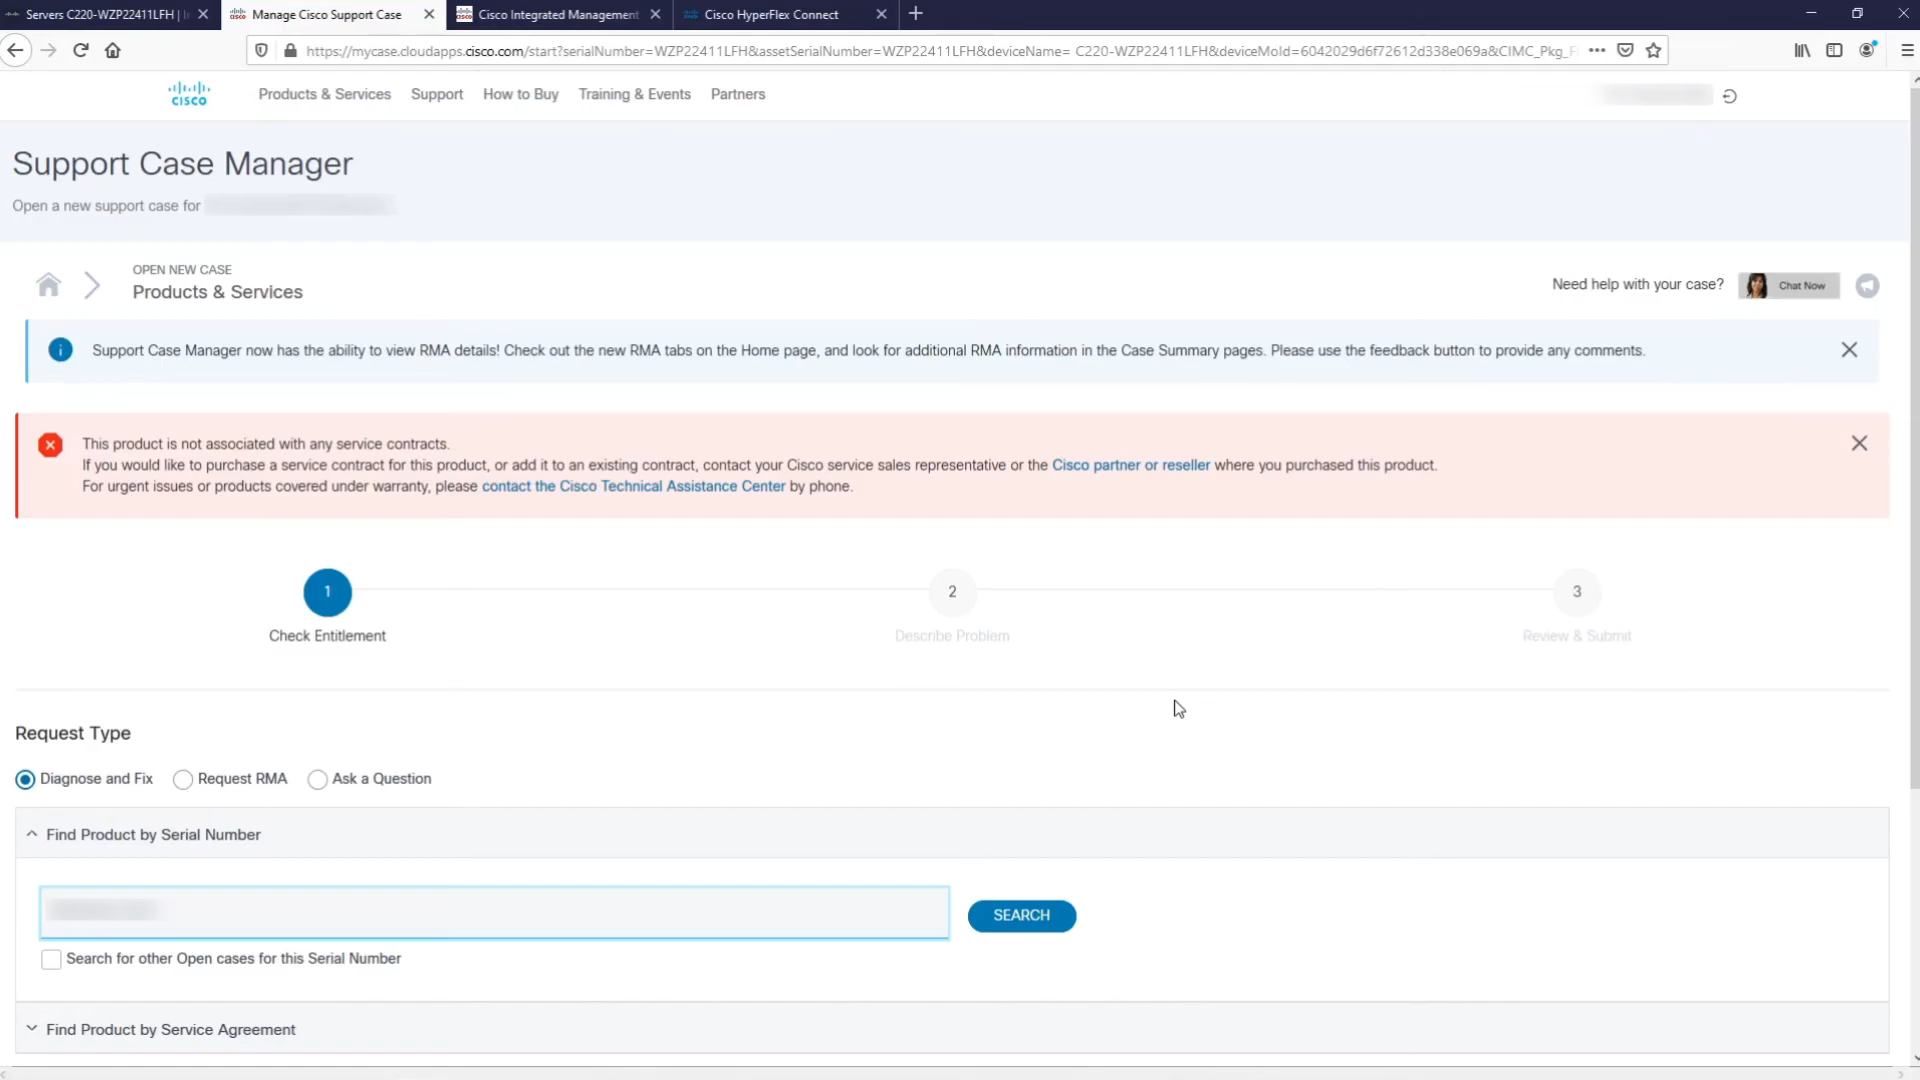 Servers C220-WZP22411LFH | I
Manage Cisco Support Case
Cisco Integrated Management
Cisco HyperFlex Connect
https://mycase.cloudapps.cisco.com/start?serialNumber=WZP22411LFH&assetSerialNumber=WZP22411LFH&deviceName= C220-WZP22411LFH&deviceMoId=6042029d6f72612d338e069a&CIMC_Pkg_F
CISCO
Products & Services
Support
How to Buy
Training & Events
Partners
Support Case Manager
Open a new support case for
OPEN NEW CASE
Products & Services
Need help with your case?
Chat Now
Support Case Manager now has the ability to view RMA details! Check out the new RMA tabs on the Home page, and look for additional RMA information in the Case Summary pages. Please use the feedback button to provide any comments.
This product is not associated with any service contracts.
If you would like to purchase a service contract for this product, or add it to an existing contract, contact your Cisco service sales representative or the Cisco partner or reseller where you purchased this product.
For urgent issues or products covered under warranty, please contact the Cisco Technical Assistance Center by phone.
1
2
3
Check Entitlement
Describe Problem
Review & Submit
Request Type
Diagnose and Fix
Request RMA
Ask a Question
Find Product by Serial Number
SEARCH
Search for other Open cases for this Serial Number
Find Product by Service Agreement